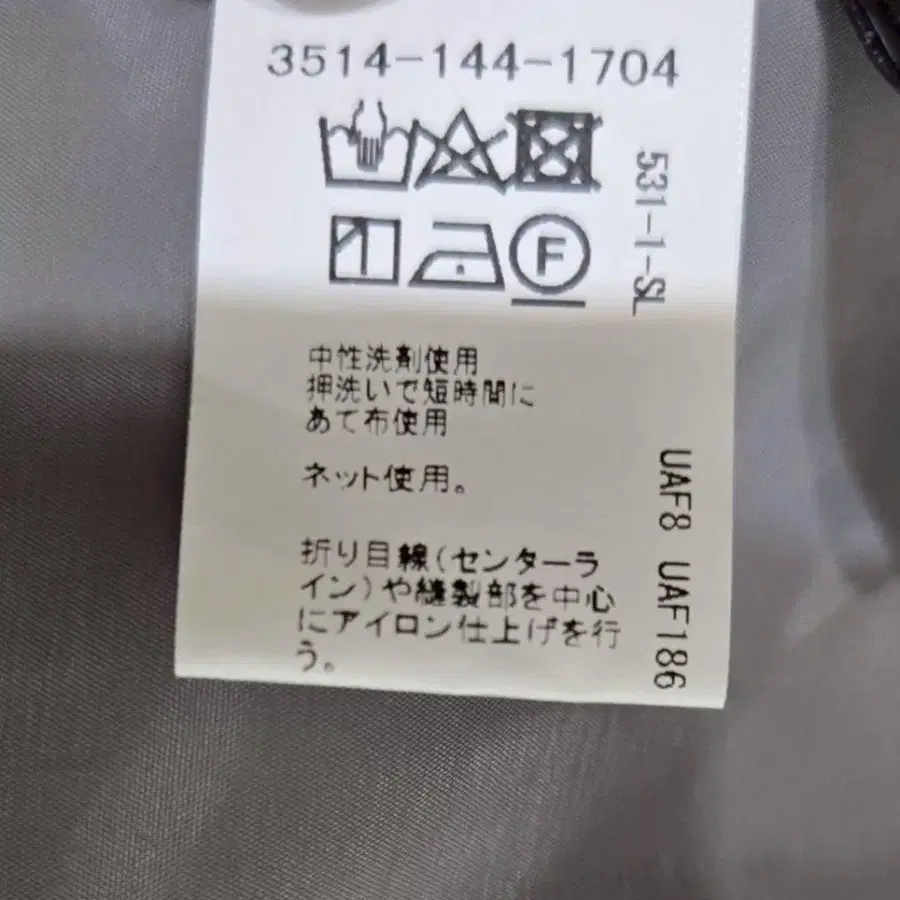 3514-144-1704
F
531-1-SL
中性洗剤使用
押洗いで短時間に
あて布使用
ネット使用。
折り目線(センターラ
イン)や縫製部を中心
にアイロン仕上げを行
う。
UAF8 UAF186